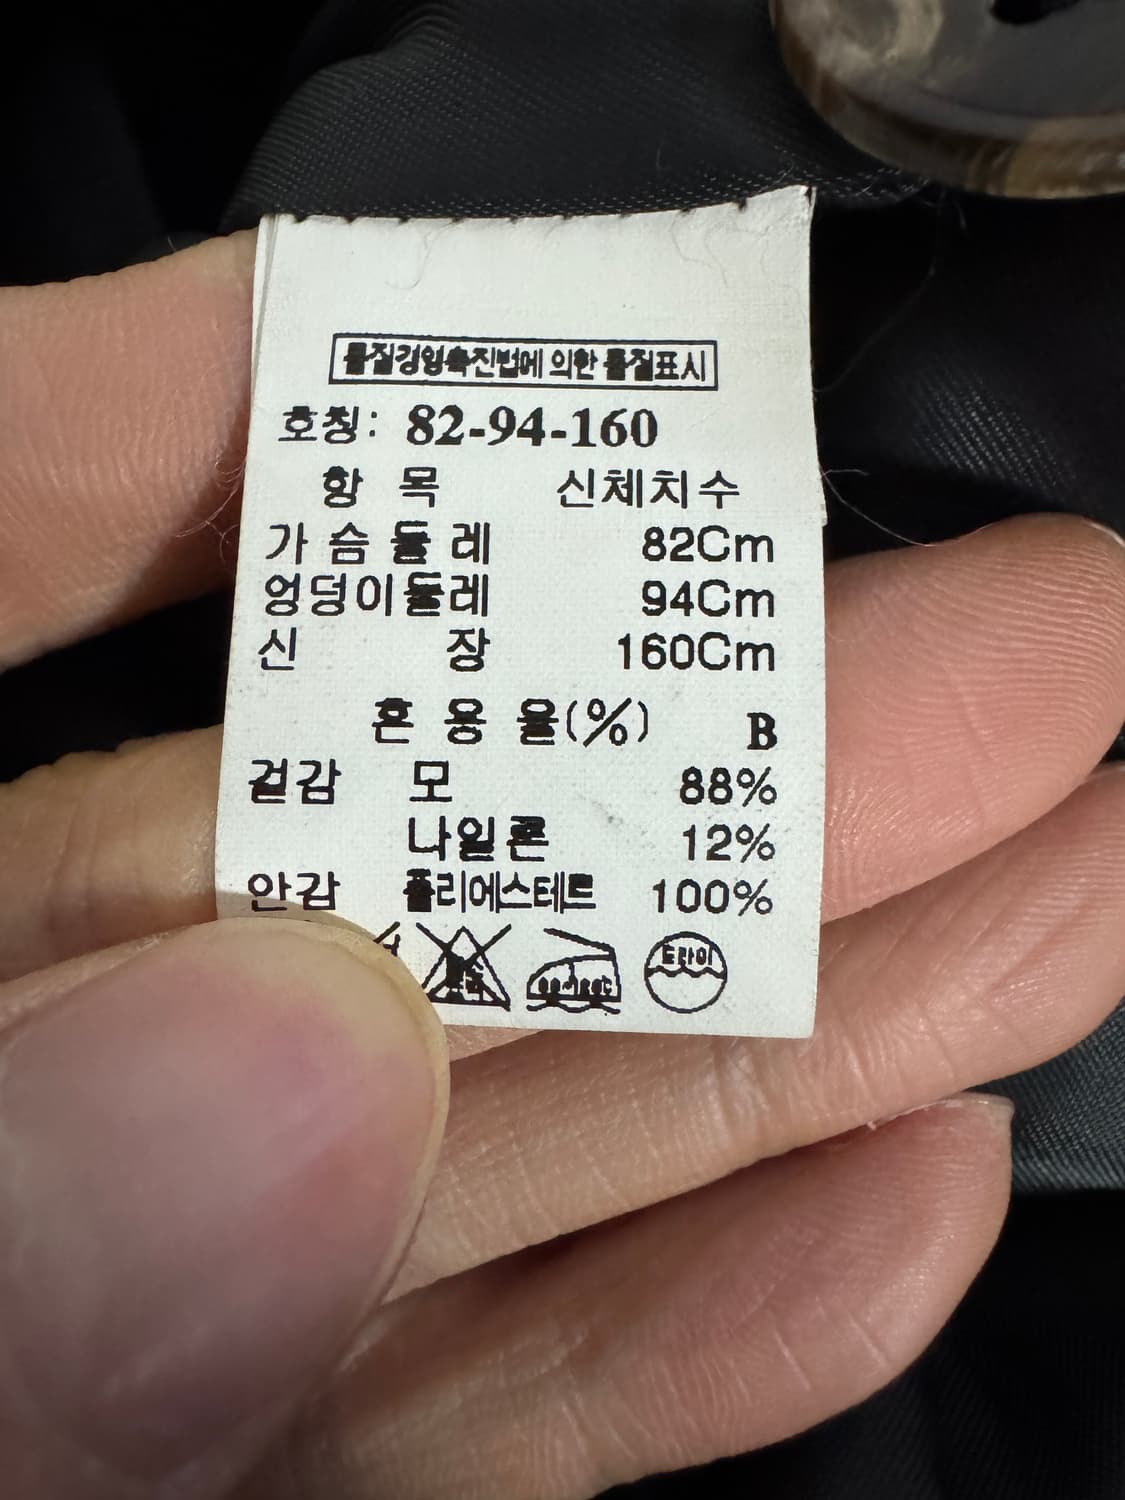 품질경영촉진법에 의한 품질표시
호칭: 82-94-160
항 목 신체치수
가 슴 둘 레 82Cm
엉덩이둘레 94Cm
신 장 160Cm
혼 용 율(%) B
겉감 모 88%
나일론 12%
안감 폴리에스테르 100%
드라이